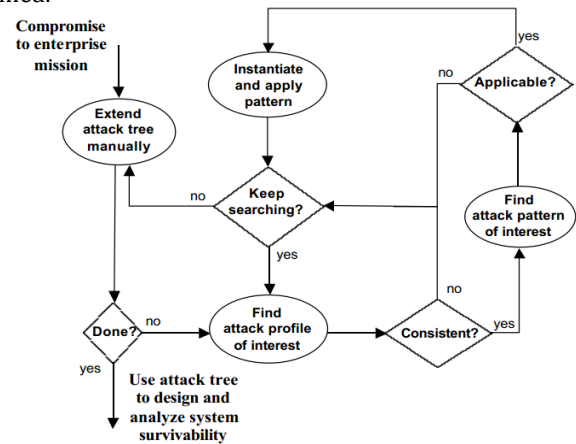 Compromise
to enterprise
mission
Instantiate
and apply
pattern
yes
no
Applicable?
Extend
attack tree
manually
no
Keep
searching?
Find
attack pattern
of interest
yes
no
Done?
no
Find
attack profile
of interest
Consistent?
yes
yes
Use attack tree
to design and
analyze system
survivability